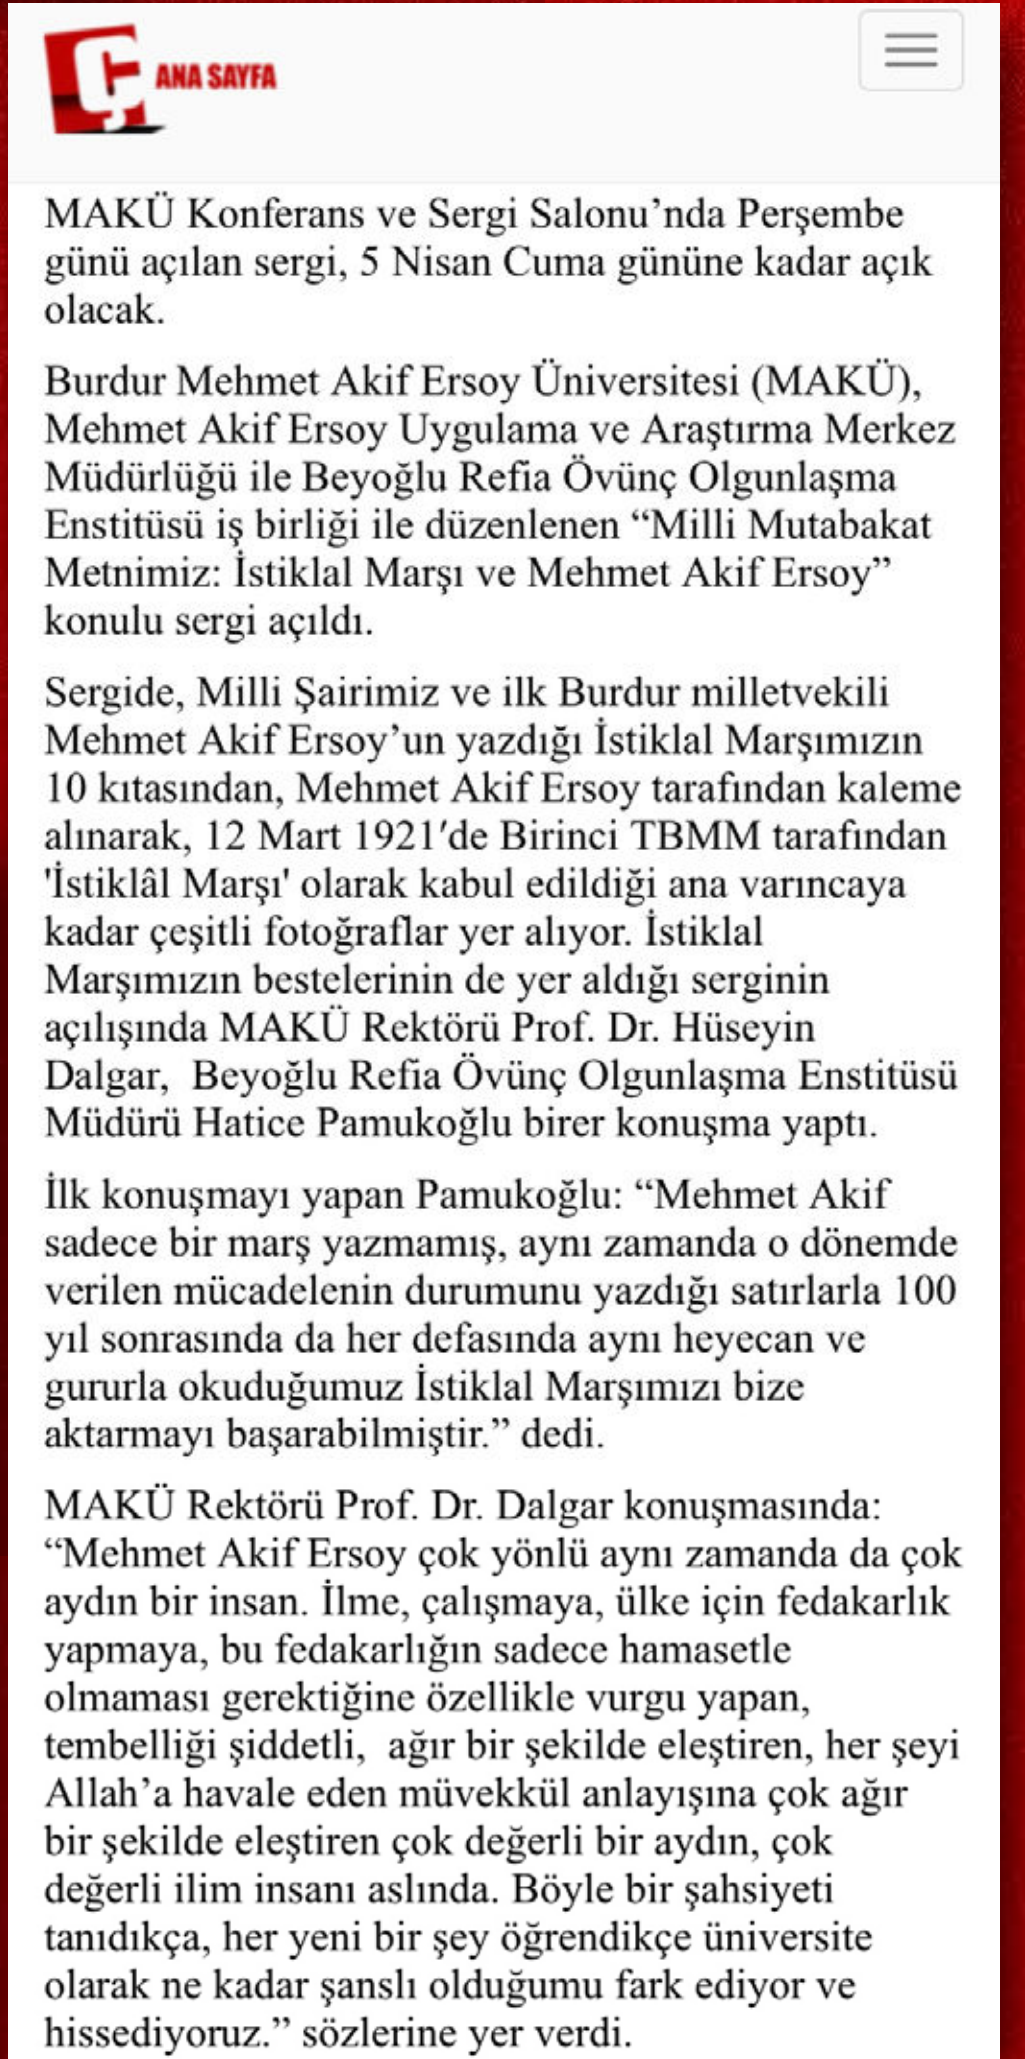 Ç ANA SAYFA
MAKÜ Konferans ve Sergi Salonu’nda Perşembe
günü açılan sergi, 5 Nisan Cuma gününe kadar açık
olacak.
Burdur Mehmet Akif Ersoy Üniversitesi (MAKÜ),
Mehmet Akif Ersoy Uygulama ve Araştırma Merkez
Müdürlüğü ile Beyoğlu Refia Övünç Olgunlaşma
Enstitüsü iş birliği ile düzenlenen “Milli Mutabakat
Metnimiz: İstiklal Marşı ve Mehmet Akif Ersoy”
konulu sergi açıldı.
Sergide, Milli Şairimiz ve ilk Burdur milletvekili
Mehmet Akif Ersoy’un yazdığı İstiklal Marşımızın
10 kıtasından, Mehmet Akif Ersoy tarafından kaleme
alınarak, 12 Mart 1921′de Birinci TBMM tarafından
'İstiklâl Marşı' olarak kabul edildiği ana varıncaya
kadar çeşitli fotoğraflar yer alıyor. İstiklal
Marşımızın bestelerinin de yer aldığı serginin
açılışında MAKÜ Rektörü Prof. Dr. Hüseyin
Dalgar,  Beyoğlu Refia Övünç Olgunlaşma Enstitüsü
Müdürü Hatice Pamukoğlu birer konuşma yaptı.
İlk konuşmayı yapan Pamukoğlu: “Mehmet Akif
sadece bir marş yazmamış, aynı zamanda o dönemde
verilen mücadelenin durumunu yazdığı satırlarla 100
yıl sonrasında da her defasında aynı heyecan ve
gururla okuduğumuz İstiklal Marşımızı bize
aktarmayı başarabilmiştir.” dedi.
MAKÜ Rektörü Prof. Dr. Dalgar konuşmasında:
“Mehmet Akif Ersoy çok yönlü aynı zamanda da çok
aydın bir insan. İlme, çalışmaya, ülke için fedakarlık
yapmaya, bu fedakarlığın sadece hamasetle
olmaması gerektiğine özellikle vurgu yapan,
tembelliği şiddetli,  ağır bir şekilde eleştiren, her şeyi
Allah’a havale eden müvekkül anlayışına çok ağır
bir şekilde eleştiren çok değerli bir aydın, çok
değerli ilim insanı aslında. Böyle bir şahsiyeti
tanıdıkça, her yeni bir şey öğrendikçe üniversite
olarak ne kadar şanslı olduğumu fark ediyor ve
hissediyoruz.” sözlerine yer verdi.